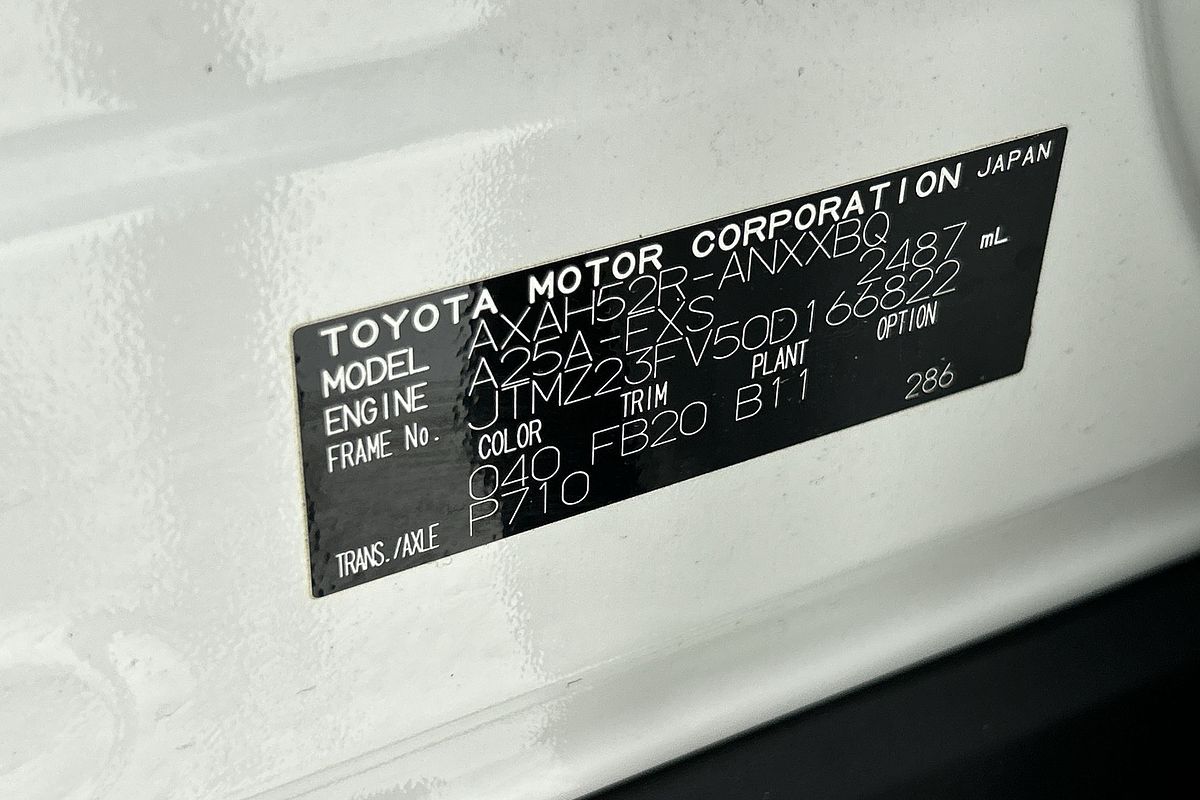 TOYOTA MOTOR CORPORATION JAPAN
MODEL AXAH52R-ANXXBQ
ENGINE A25A-FXS 2487 mL
FRAME No. JTMZ23FV50D166822
COLOR TRIM PLANT OPTION
040 FB20 B11 286
TRANS./AXLE P710